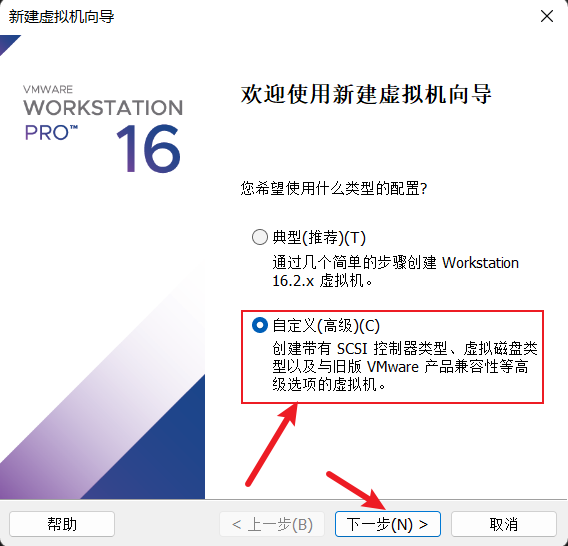 新建虚拟机向导
VMWARE
WORKSTATION
PRO™
16
欢迎使用新建虚拟机向导
您希望使用什么类型的配置?
典型(推荐)(T)
通过几个简单的步骤创建 Workstation
16.2.x 虚拟机。
自定义(高级)(C)
创建带有 SCSI 控制器类型、虚拟磁盘类
型以及与旧版 VMware 产品兼容性等高
级选项的虚拟机。
帮助
< 上一步(B)
下一步(N) >
取消